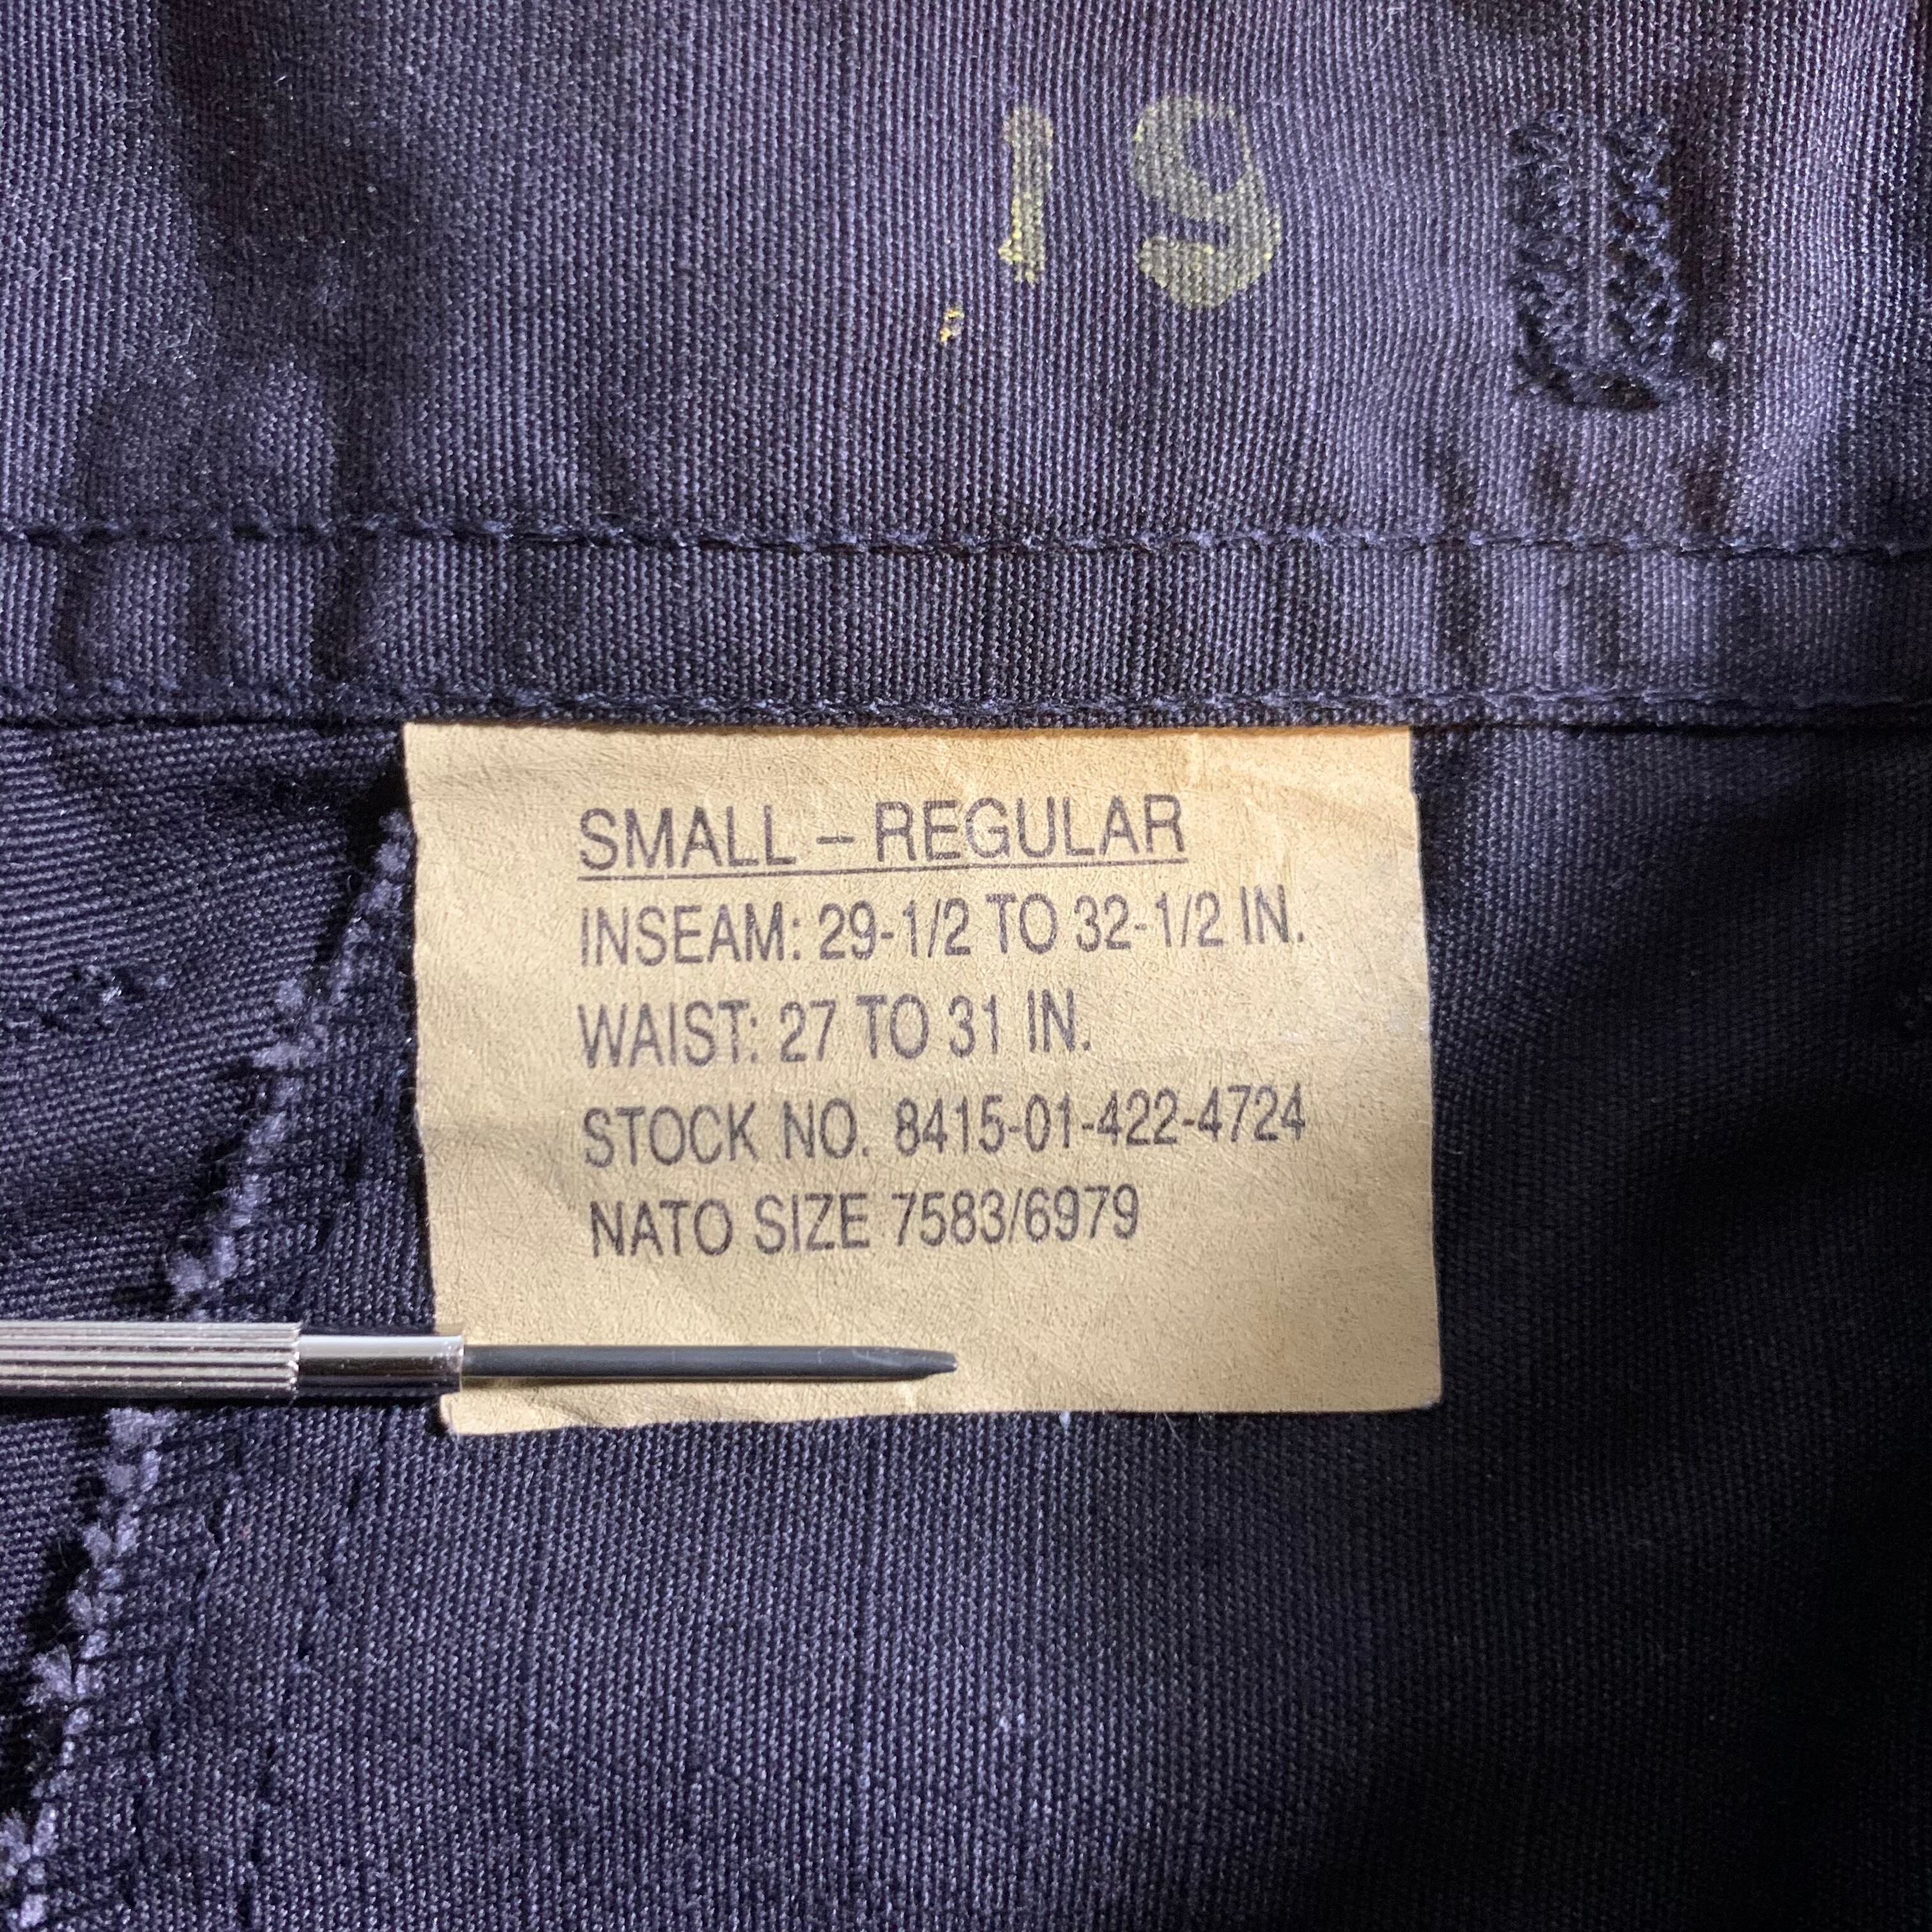 19
SMALL – REGULAR
INSEAM: 29-1/2 TO 32-1/2 IN.
WAIST: 27 TO 31 IN.
STOCK NO. 8415-01-422-4724
NATO SIZE 7583/6979